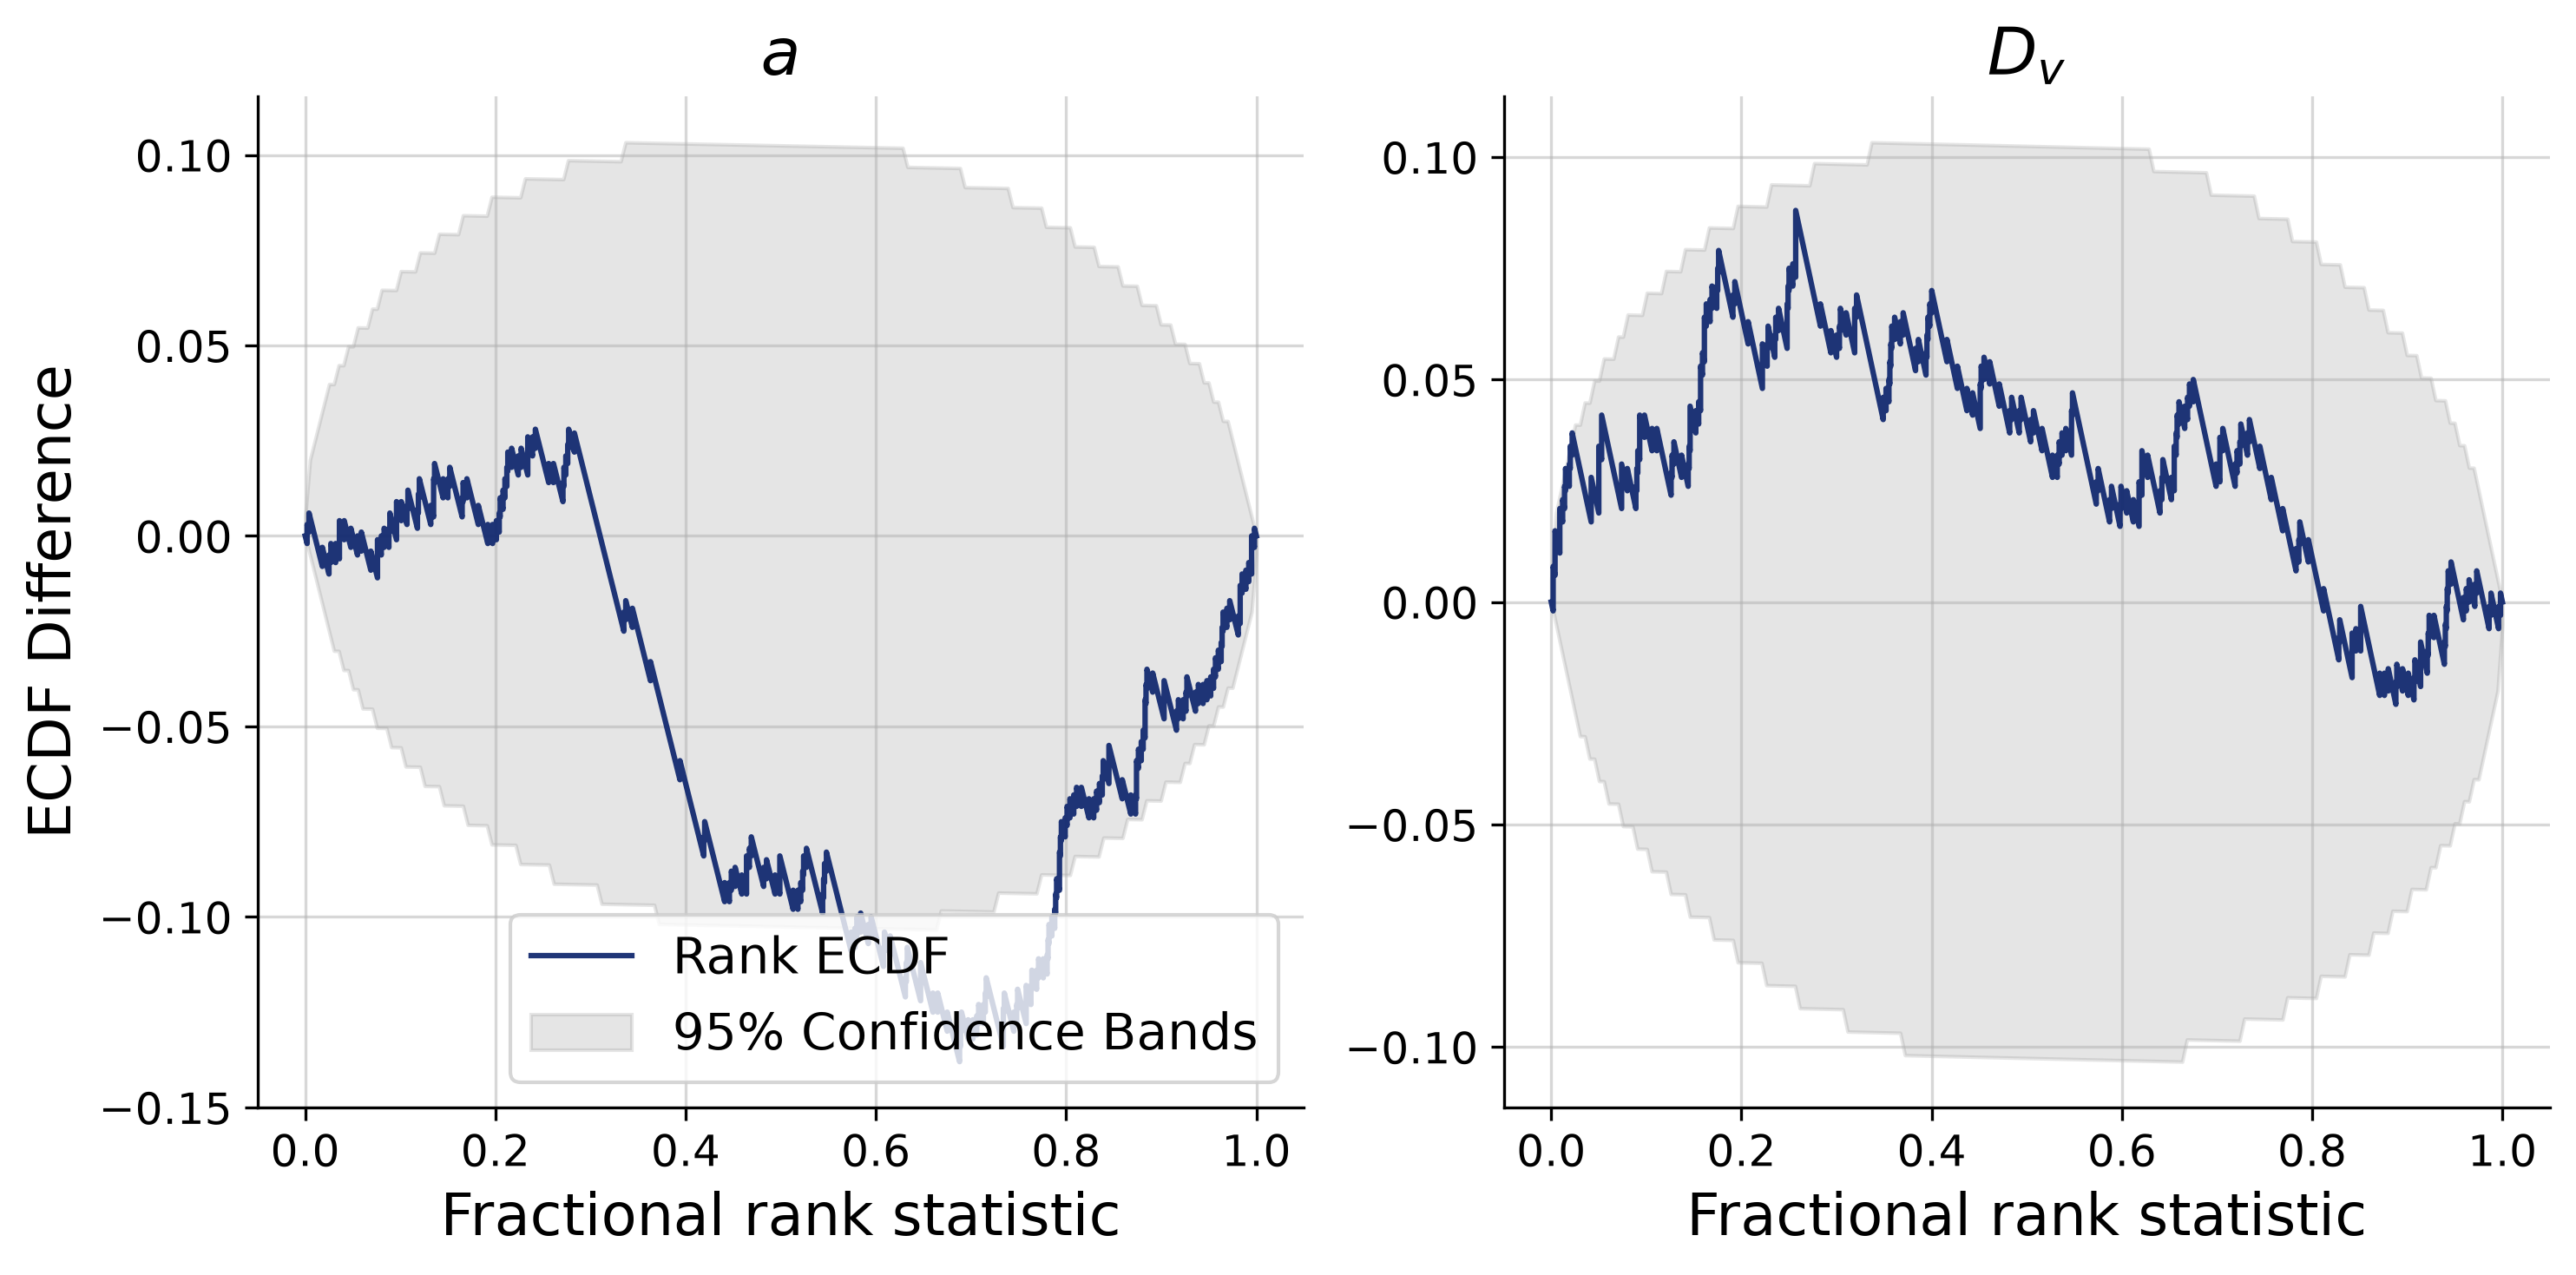 a
D_v
ECDF Difference
0.10
0.05
0.00
−0.05
−0.10
−0.15
0.0 0.2 0.4 0.6 0.8 1.0
Fractional rank statistic
Rank ECDF
95% Confidence Bands
0.10
0.05
0.00
−0.05
−0.10
0.0 0.2 0.4 0.6 0.8 1.0
Fractional rank statistic